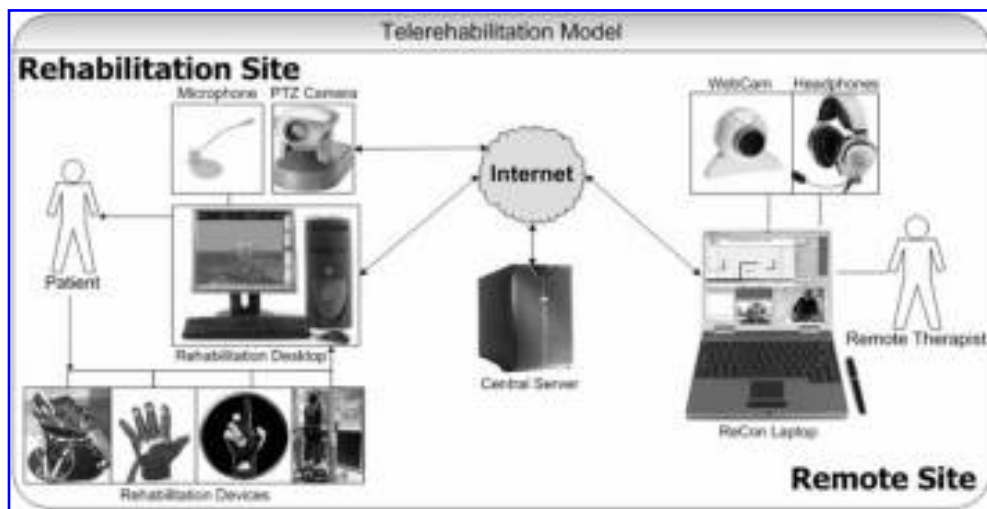 Telerehabilitation Model
Rehabilitation Site
Microphone
PTZ Camera
WebCam
Headphones
Internet
Patient
Rehabilitation Desktop
Central Server
Remote Therapist
ReCon Laptop
Rehabilitation Devices
Remote Site